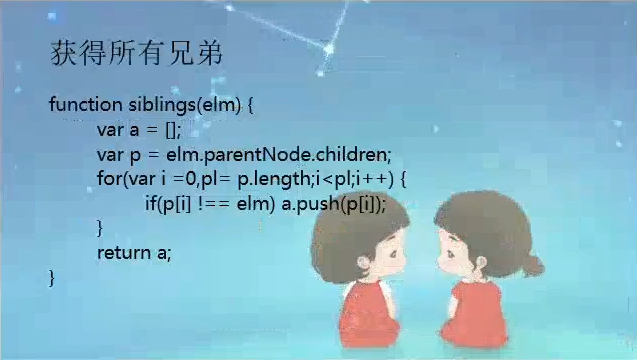 获得所有兄弟
function siblings(elm) {
var a = [];
var p = elm.parentNode.children;
for(var i =0,pl= p.length;i<pl;i++) {
if(p[i] !== elm) a.push(p[i]);
}
return a;
}